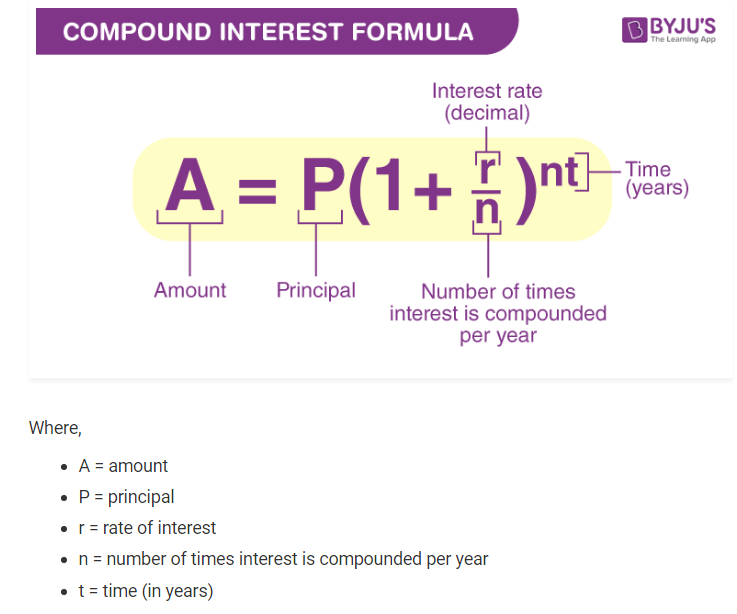 COMPOUND INTEREST FORMULA
B BYJU'S
The Learning App
Interest rate
(decimal)
A = P(1+ r/n )^nt
Time
(years)
Amount
Principal
Number of times
interest is compounded
per year
Where,
• A = amount
• P = principal
• r = rate of interest
• n = number of times interest is compounded per year
• t = time (in years)